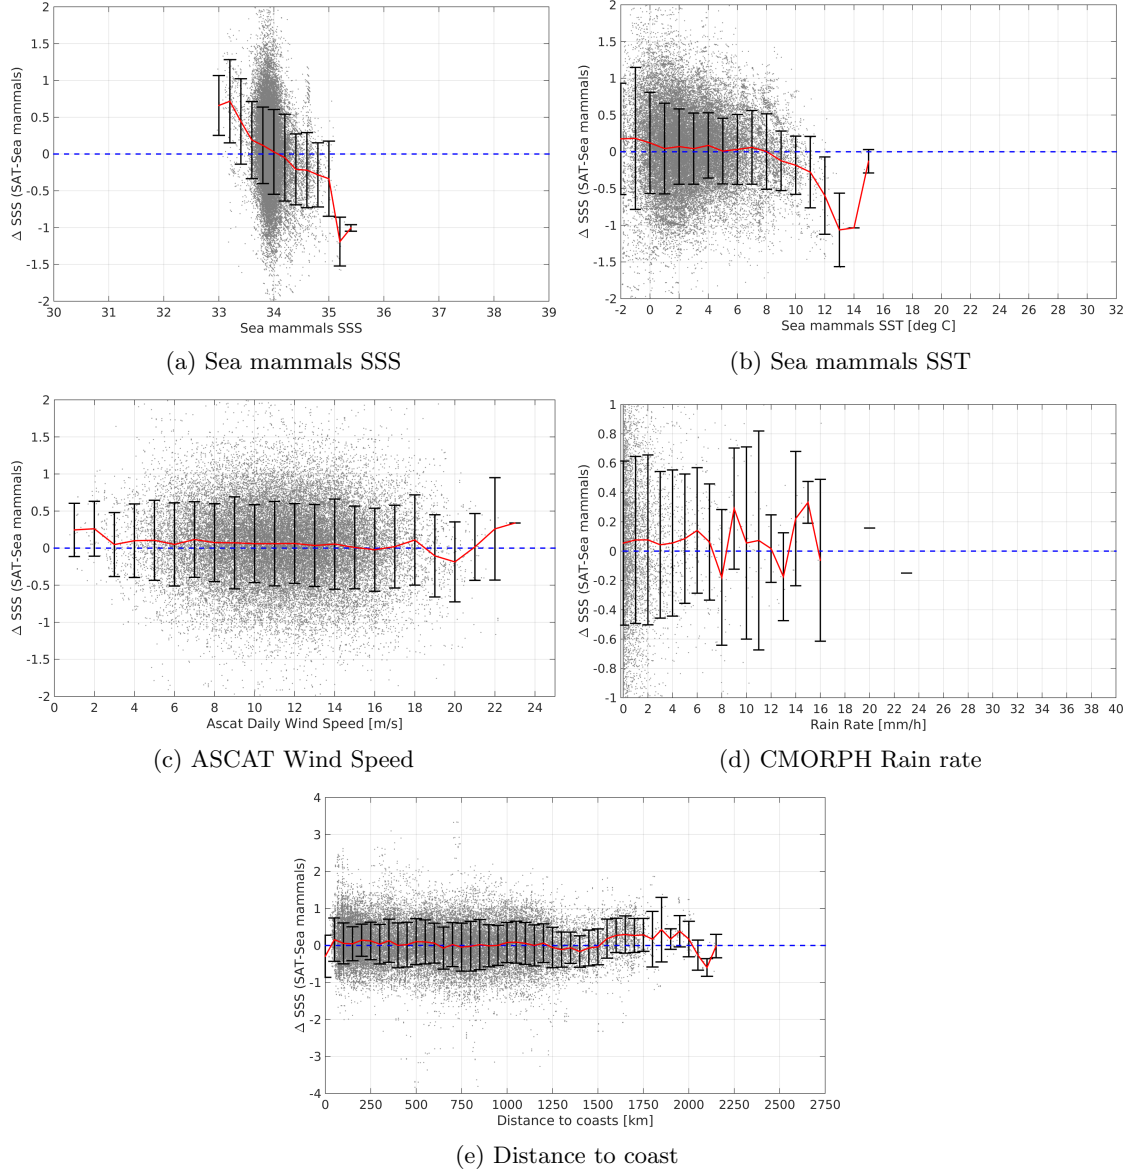 2
1.5
1
0.5
0
-0.5
-1
-1.5
-2
Δ SSS (SAT-Sea mammals)
30 31 32 33 34 35 36 37 38 39
Sea mammals SSS
(a) Sea mammals SSS
2
1.5
1
0.5
0
-0.5
-1
-1.5
-2
Δ SSS (SAT-Sea mammals)
-2 0 2 4 6 8 10 12 14 16 18 20 22 24 26 28 30 32
Sea mammals SST [deg C]
(b) Sea mammals SST
2
1.5
1
0.5
0
-0.5
-1
-1.5
-2
Δ SSS (SAT-Sea mammals)
0 2 4 6 8 10 12 14 16 18 20 22 24
Ascat Daily Wind Speed [m/s]
(c) ASCAT Wind Speed
1
0.8
0.6
0.4
0.2
0
-0.2
-0.4
-0.6
-0.8
-1
Δ SSS (SAT-Sea mammals)
0 2 4 6 8 10 12 14 16 18 20 22 24 26 28 30 32 34 36 38 40
Rain Rate [mm/h]
(d) CMORPH Rain rate
4
3
2
1
0
-1
-2
-3
-4
Δ SSS (SAT-Sea mammals)
0 250 500 750 1000 1250 1500 1750 2000 2250 2500 2750
Distance to coasts [km]
(e) Distance to coast